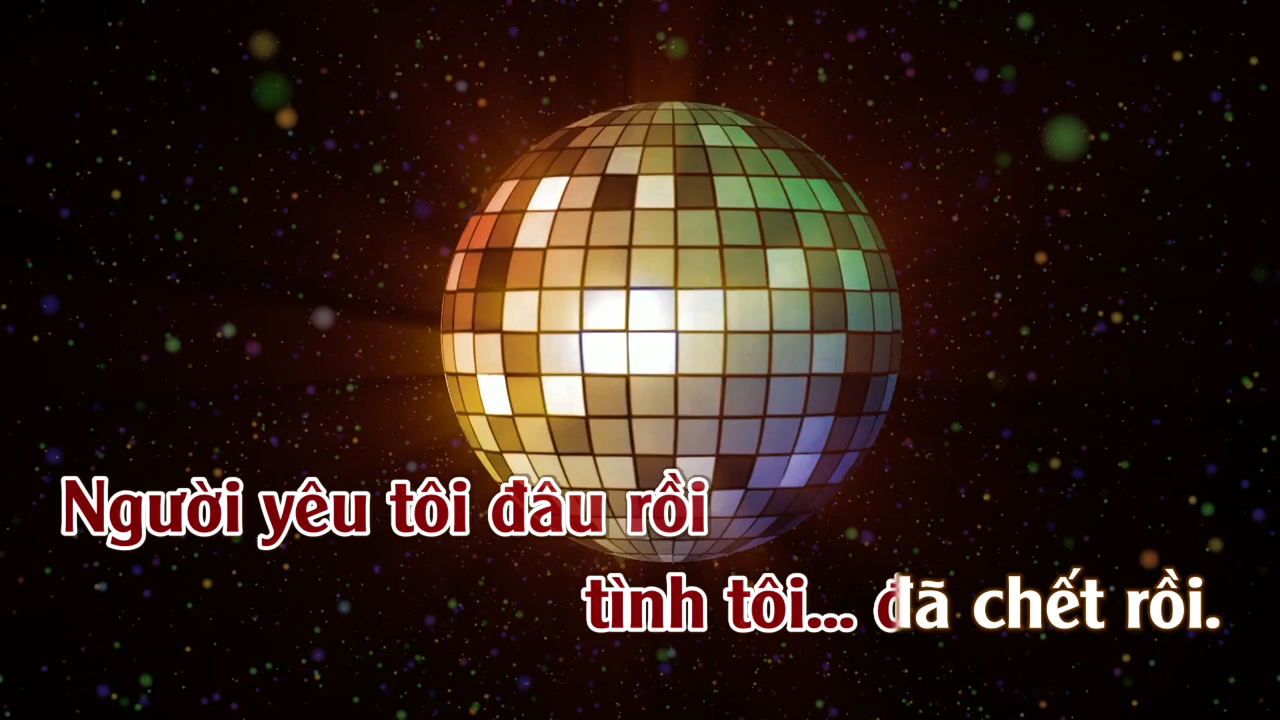 Người yêu tôi đâu rồi
tình tôi... đã chết rồi.